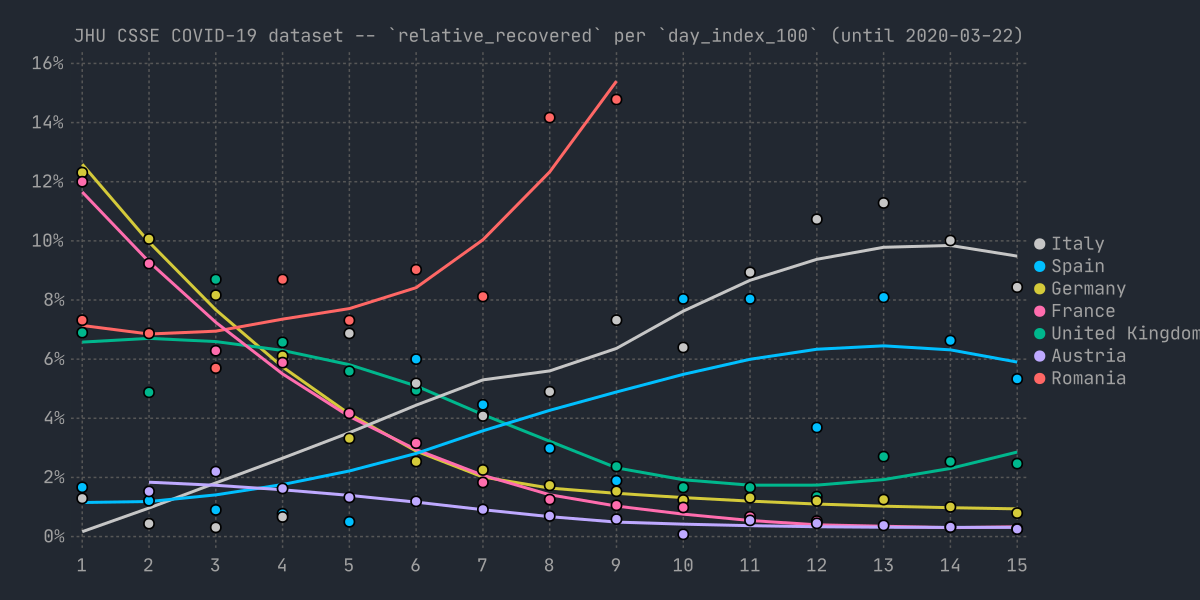 JHU CSSE COVID-19 dataset -- `relative_recovered` per `day_index_100` (until 2020-03-22)
16%
14%
12%
10%
8%
6%
4%
2%
0%
1 2 3 4 5 6 7 8 9 10 11 12 13 14 15
Italy
Spain
Germany
France
United Kingdom
Austria
Romania